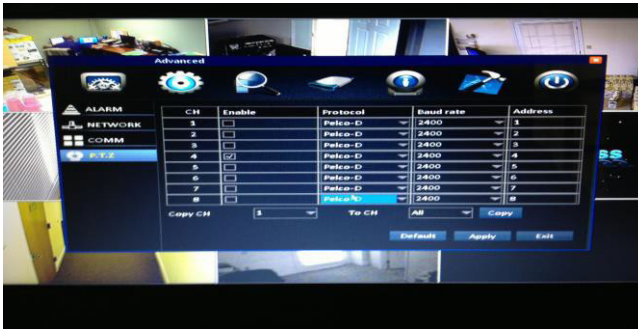 Advanced
ALARM
NETWORK
COMM
P.T.Z
CH Enable Protocol Baud rate Address
1 Pelco-D 2400 1
2 Pelco-D 2400 2
3 Pelco-D 2400 3
4 Pelco-D 2400 4
5 Pelco-D 2400 5
6 Pelco-D 2400 6
7 Pelco-D 2400 7
8 Pelco-D 2400 8
Copy CH 1 To CH All Copy
Default Apply Exit